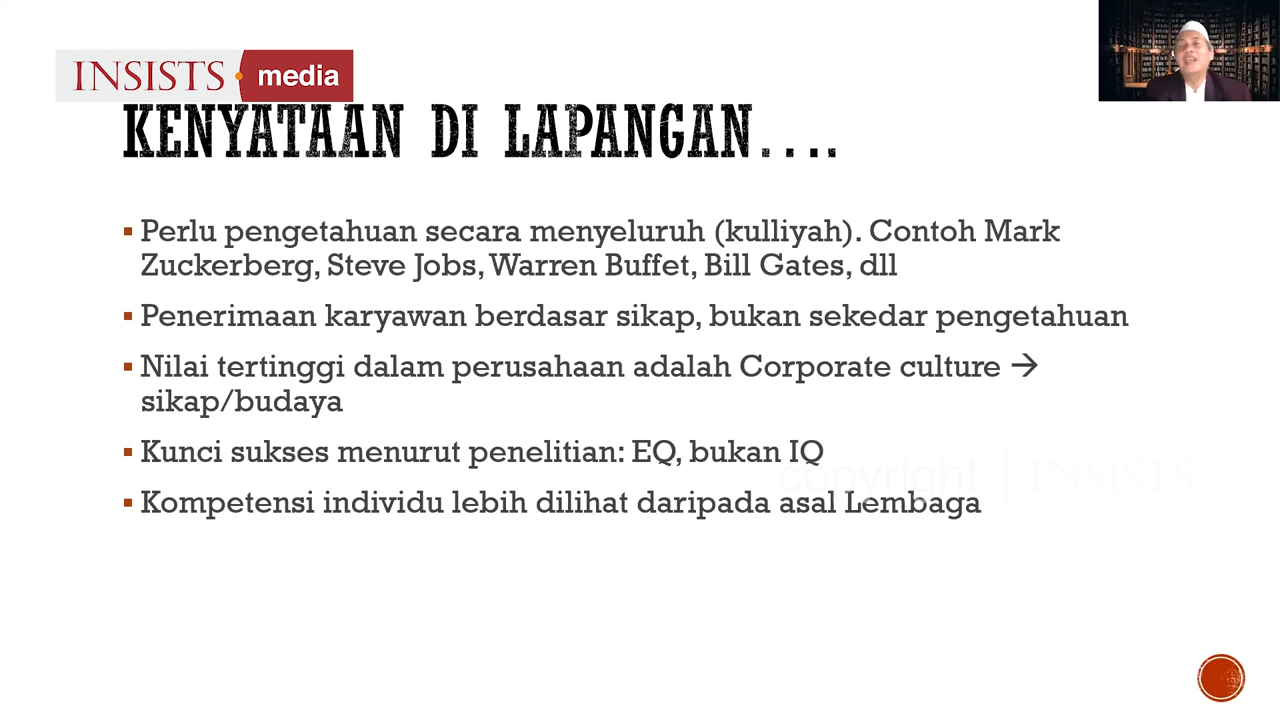 INSISTS media
KENYATAAN DI LAPANGAN....
Perlu pengetahuan secara menyeluruh (kulliyah). Contoh Mark
Zuckerberg, Steve Jobs, Warren Buffet, Bill Gates, dll
Penerimaan karyawan berdasar sikap, bukan sekedar pengetahuan
Nilai tertinggi dalam perusahaan adalah Corporate culture →
sikap/budaya
Kunci sukses menurut penelitian: EQ, bukan IQ
copyright | INSISTS
Kompetensi individu lebih dilihat daripada asal Lembaga